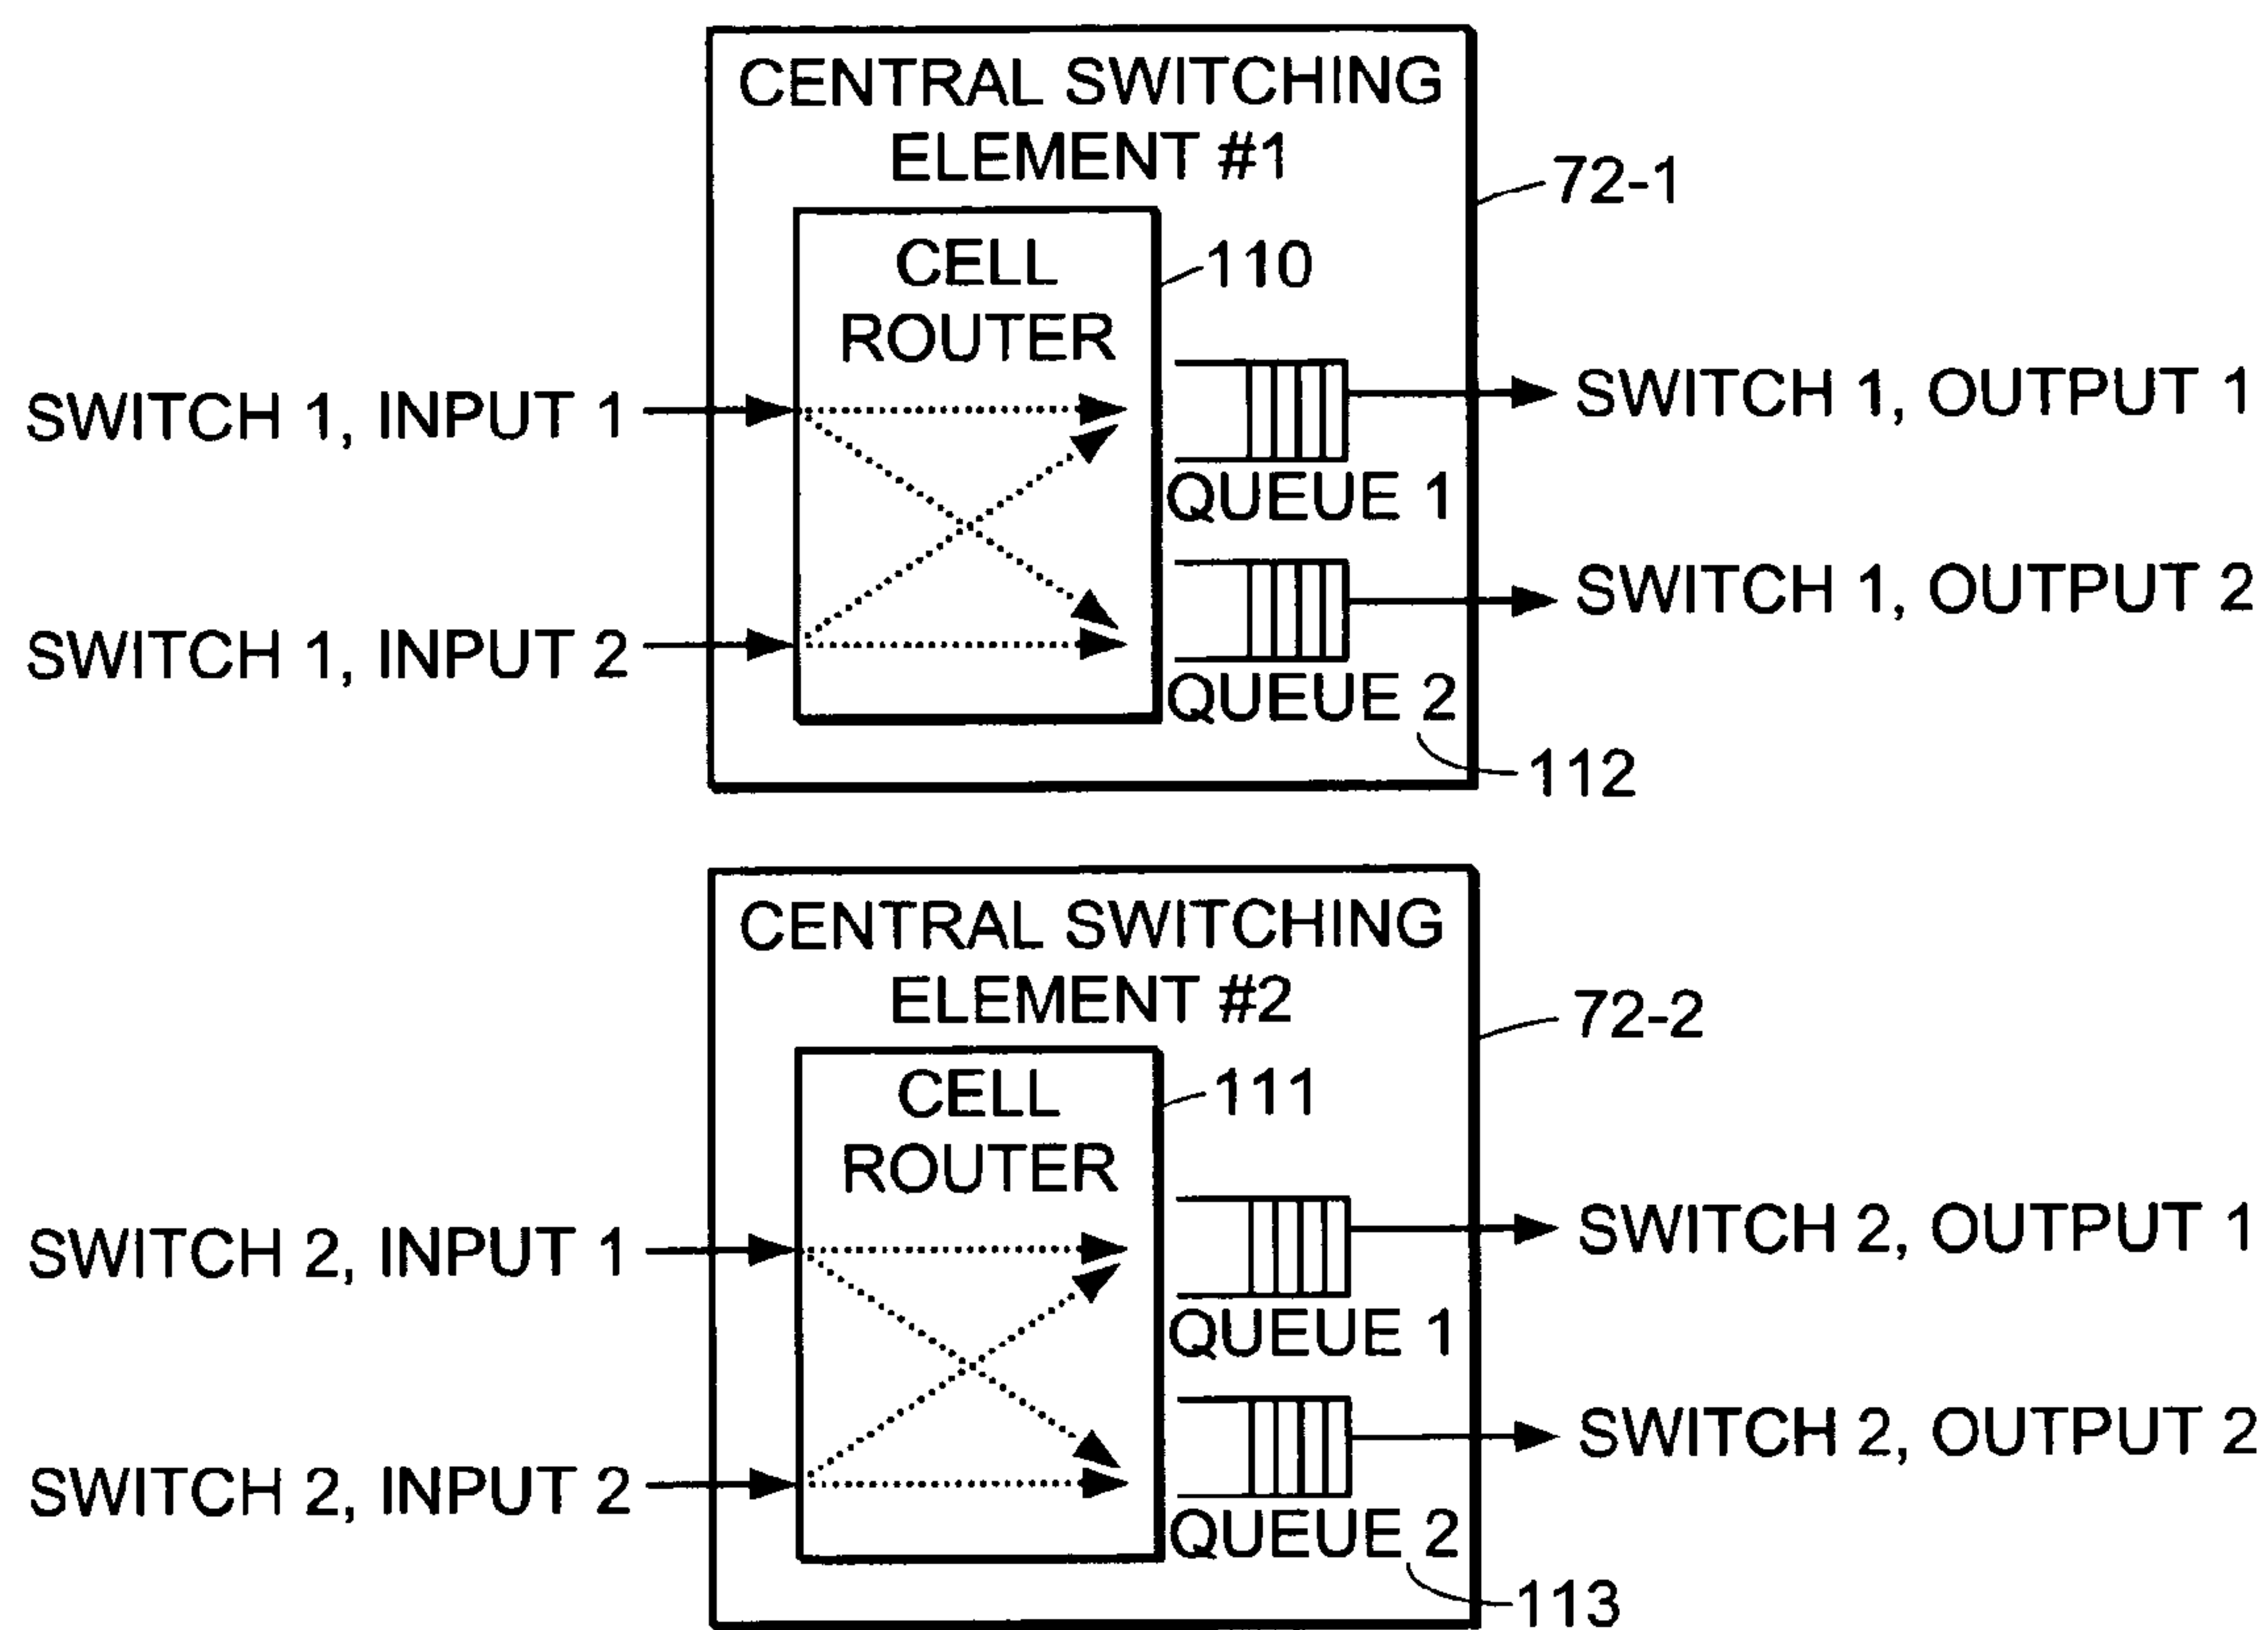 CENTRAL SWITCHING
ELEMENT #1
72-1
CELL
ROUTER
110
SWITCH 1, INPUT 1
SWITCH 1, OUTPUT 1
QUEUE 1
SWITCH 1, OUTPUT 2
SWITCH 1, INPUT 2
QUEUE 2
112
CENTRAL SWITCHING
ELEMENT #2
72-2
CELL
ROUTER
111
SWITCH 2, INPUT 1
SWITCH 2, OUTPUT 1
QUEUE 1
SWITCH 2, OUTPUT 2
SWITCH 2, INPUT 2
QUEUE 2
113